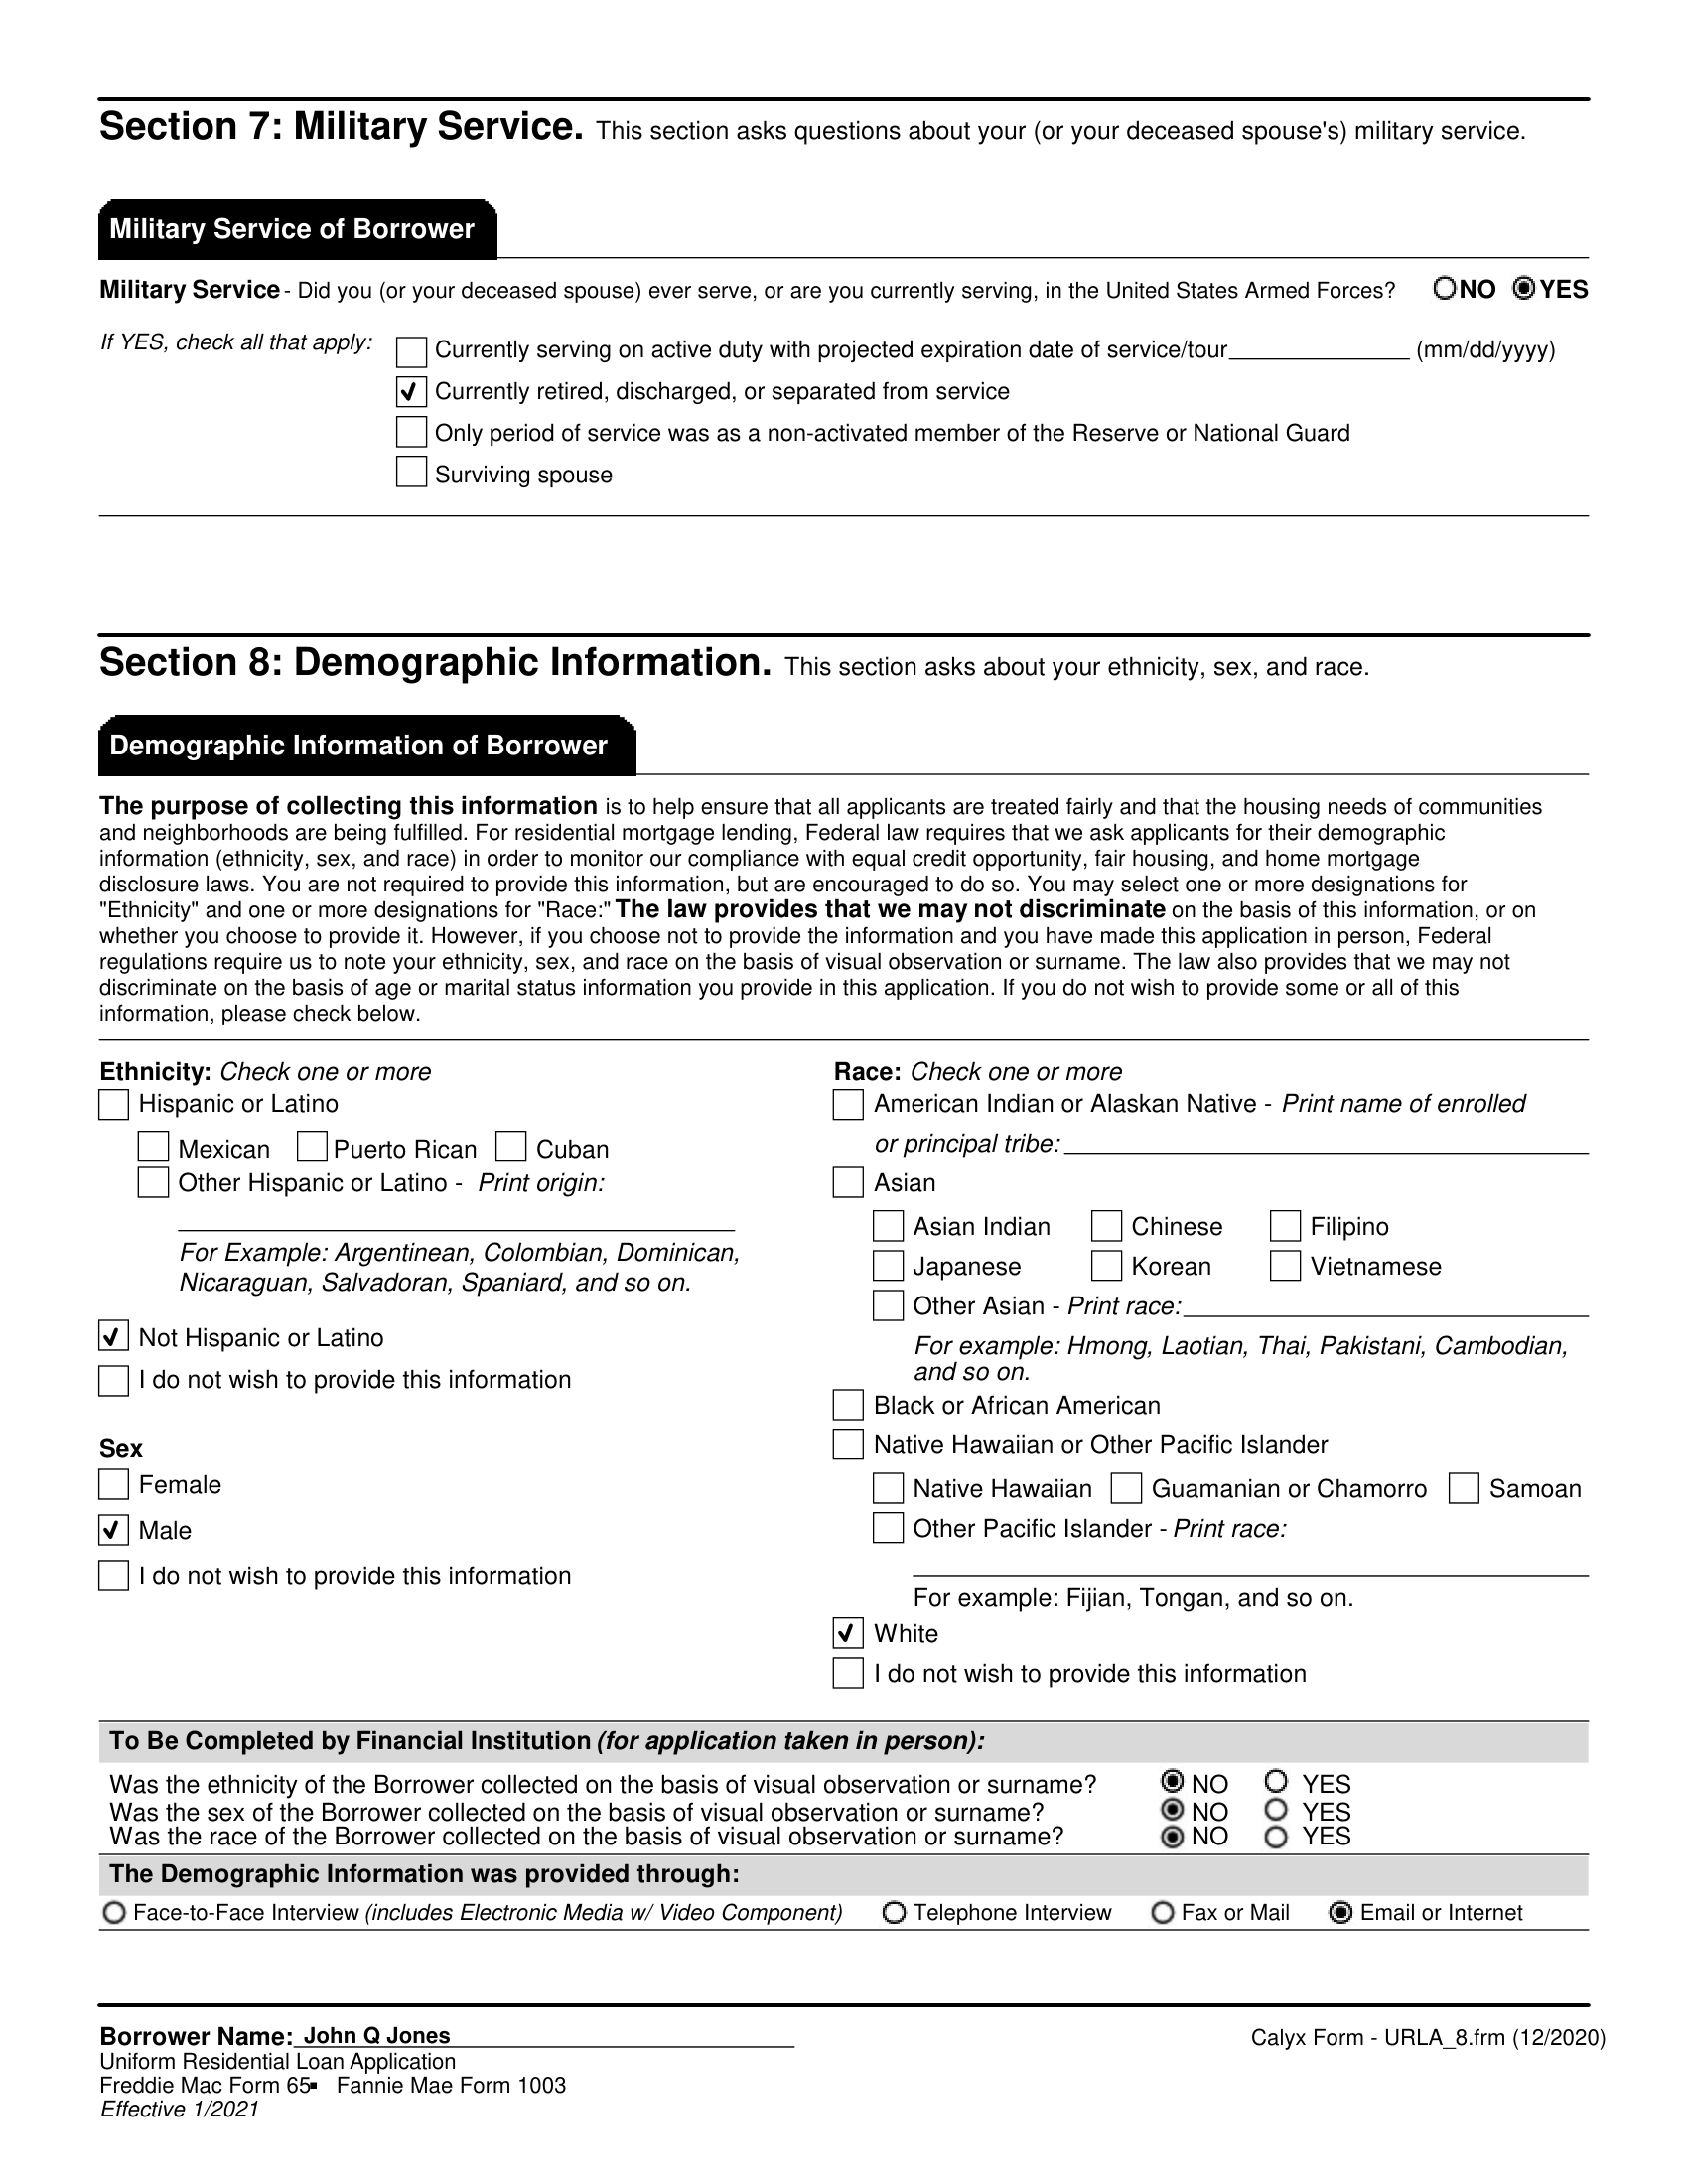 Section 7: Military Service. This section asks questions about your (or your deceased spouse's) military service.
Military Service of Borrower
Military Service - Did you (or your deceased spouse) ever serve, or are you currently serving, in the United States Armed Forces? NO YES
If YES, check all that apply: Currently serving on active duty with projected expiration date of service/tour (mm/dd/yyyy)
Currently retired, discharged, or separated from service
Only period of service was as a non-activated member of the Reserve or National Guard
Surviving spouse
Section 8: Demographic Information. This section asks about your ethnicity, sex, and race.
Demographic Information of Borrower
The purpose of collecting this information is to help ensure that all applicants are treated fairly and that the housing needs of communities
and neighborhoods are being fulfilled. For residential mortgage lending, Federal law requires that we ask applicants for their demographic
information (ethnicity, sex, and race) in order to monitor our compliance with equal credit opportunity, fair housing, and home mortgage
disclosure laws. You are not required to provide this information, but are encouraged to do so. You may select one or more designations for
"Ethnicity" and one or more designations for "Race:" The law provides that we may not discriminate on the basis of this information, or on
whether you choose to provide it. However, if you choose not to provide the information and you have made this application in person, Federal
regulations require us to note your ethnicity, sex, and race on the basis of visual observation or surname. The law also provides that we may not
discriminate on the basis of age or marital status information you provide in this application. If you do not wish to provide some or all of this
information, please check below.
Ethnicity: Check one or more
Hispanic or Latino
Mexican Puerto Rican Cuban
Other Hispanic or Latino - Print origin:
For Example: Argentinean, Colombian, Dominican,
Nicaraguan, Salvadoran, Spaniard, and so on.
Not Hispanic or Latino
I do not wish to provide this information
Sex
Female
Male
I do not wish to provide this information
Race: Check one or more
American Indian or Alaskan Native - Print name of enrolled
or principal tribe:
Asian
Asian Indian Chinese Filipino
Japanese Korean Vietnamese
Other Asian - Print race:
For example: Hmong, Laotian, Thai, Pakistani, Cambodian,
and so on.
Black or African American
Native Hawaiian or Other Pacific Islander
Native Hawaiian Guamanian or Chamorro Samoan
Other Pacific Islander - Print race:
For example: Fijian, Tongan, and so on.
White
I do not wish to provide this information
To Be Completed by Financial Institution (for application taken in person):
Was the ethnicity of the Borrower collected on the basis of visual observation or surname? NO YES
Was the sex of the Borrower collected on the basis of visual observation or surname? NO YES
Was the race of the Borrower collected on the basis of visual observation or surname? NO YES
The Demographic Information was provided through:
Face-to-Face Interview (includes Electronic Media w/ Video Component) Telephone Interview Fax or Mail Email or Internet
Borrower Name: John Q Jones Calyx Form - URLA_8.frm (12/2020)
Uniform Residential Loan Application
Freddie Mac Form 65▪ Fannie Mae Form 1003
Effective 1/2021